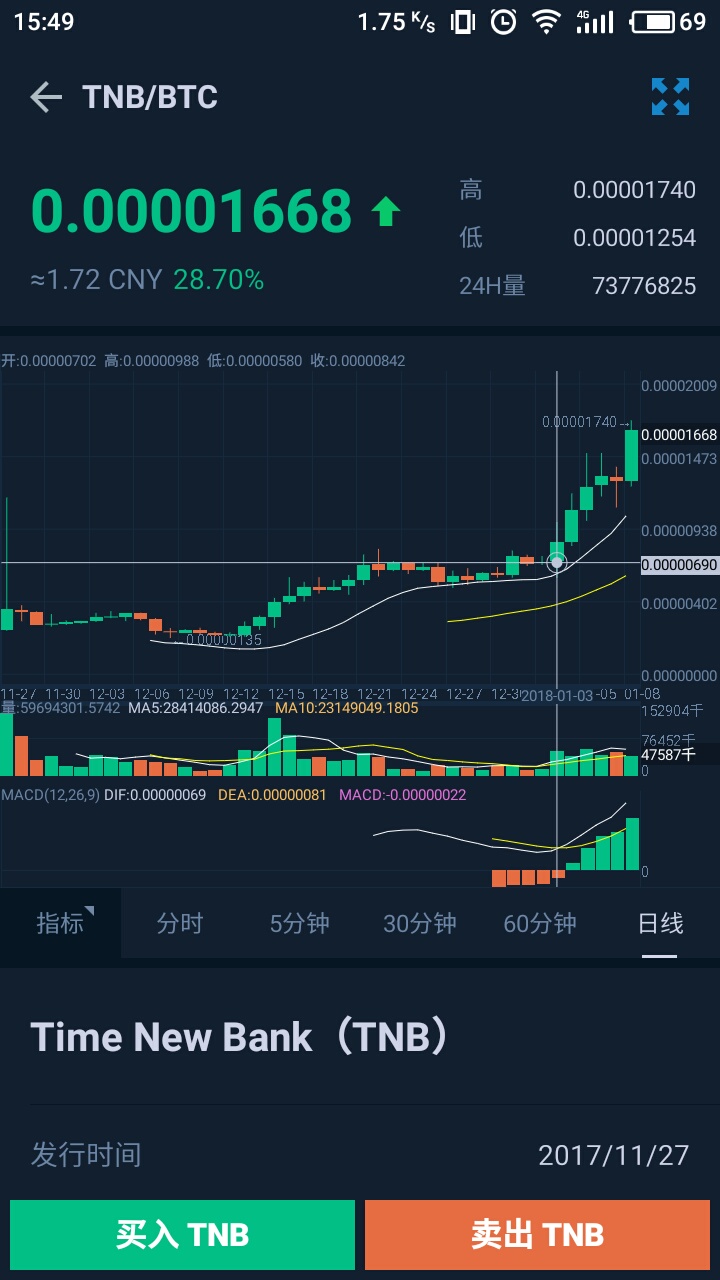 15:49 1.75 K/s 4G 69
TNB/BTC
0.00001668
≈1.72 CNY 28.70%
高 0.00001740
低 0.00001254
24H量 73776825
开:0.00000702 高:0.00000988 低:0.00000580 收:0.00000842
0.00002009
0.00001740→
0.00001668
0.00001473
0.00000938
0.00000690
0.00000402
←0.00000135
0.00000000
11-27 11-30 12-03 12-06 12-09 12-12 12-15 12-18 12-21 12-24 12-27 12-30 2018-01-03 -05 01-08
量:59694301.5742 MA5:28414086.2947 MA10:23149049.1805
152904千
76452千
47587千
0
MACD(12,26,9) DIF:0.00000069 DEA:0.00000081 MACD:-0.00000022
0
指标 分时 5分钟 30分钟 60分钟 日线
Time New Bank（TNB）
发行时间 2017/11/27
买入 TNB 卖出 TNB